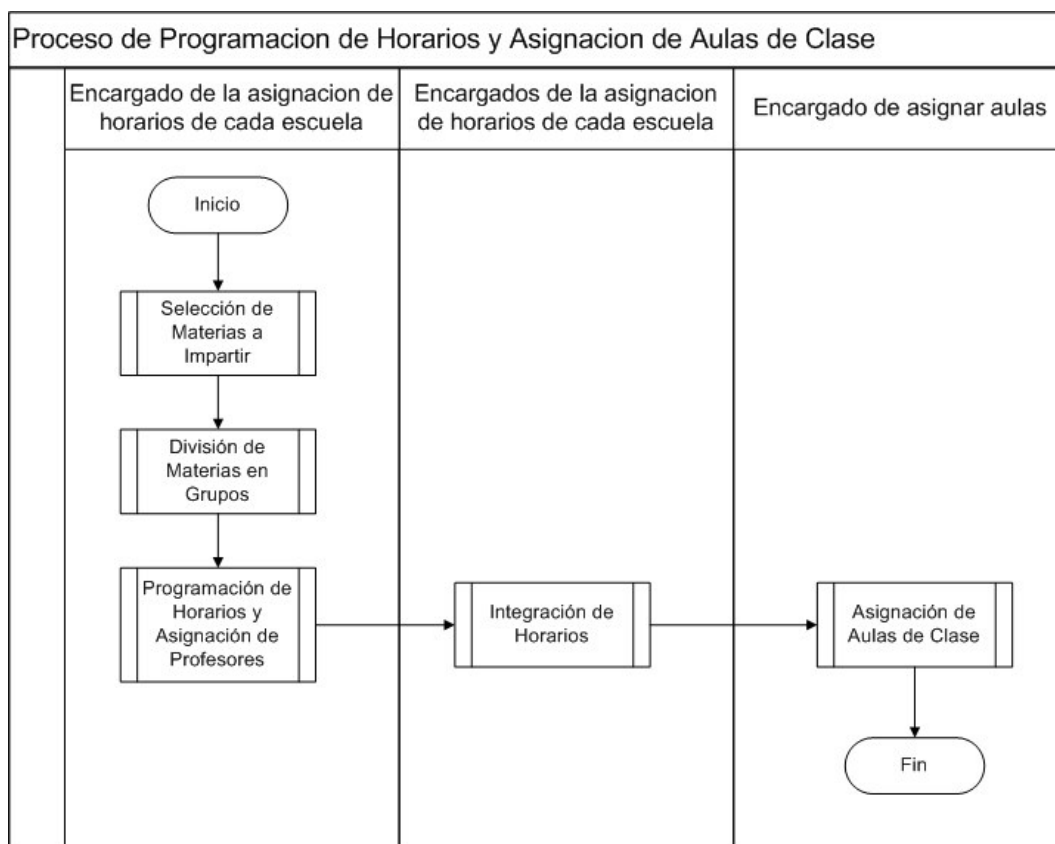 Proceso de Programacion de Horarios y Asignacion de Aulas de Clase
Encargado de la asignacion de
horarios de cada escuela
Encargados de la asignacion
de horarios de cada escuela
Encargado de asignar aulas
Inicio
Selección de
Materias a
Impartir
División de
Materias en
Grupos
Programación de
Horarios y
Asignación de
Profesores
Integración de
Horarios
Asignación de
Aulas de Clase
Fin